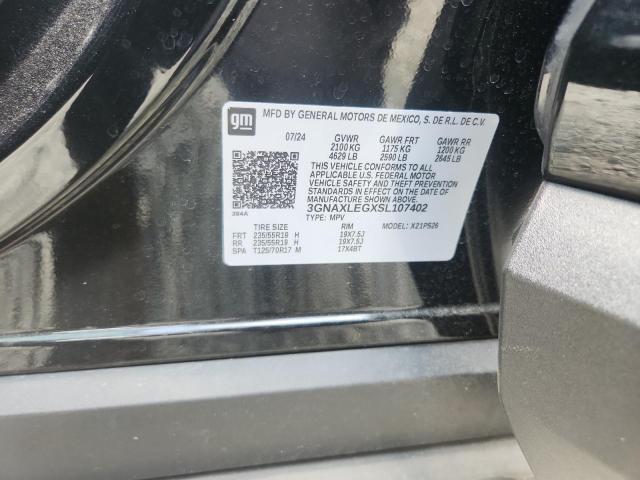 gm
MFD BY GENERAL MOTORS DE MEXICO, S. DE R.L. DE C.V.
07/24 GVWR GAWR FRT GAWR RR
2100 KG 1175 KG 1200 KG
4629 LB 2590 LB 2645 LB
THIS VEHICLE CONFORMS TO ALL
APPLICABLE U.S. FEDERAL MOTOR
VEHICLE SAFETY, BUMPER, AND THEFT
PREVENTION STANDARDS IN EFFECT ON
THE DATE OF MANUFACTURE SHOWN ABOVE.
394A 3GNAXLEGXSL107402
TYPE: MPV MODEL: X21PS26
TIRE SIZE RIM
FRT 235/55R19 H 19X7.5J
RR 235/55R19 H 19X7.5J
SPA T125/70R17 M 17X4BT